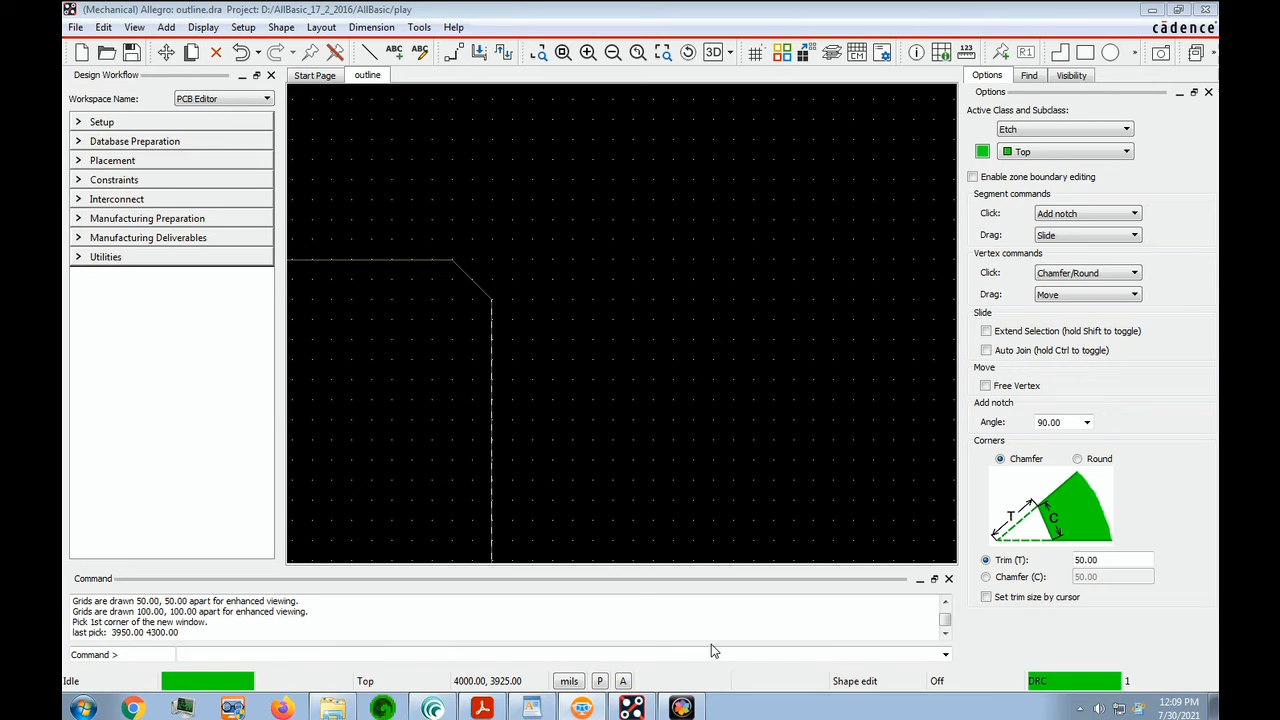 (Mechanical) Allegro: outline.dra Project: D:/AllBasic_17_2_2016/AllBasic/play
File Edit View Add Display Setup Shape Layout Dimension Tools Help
cādence
ABC ABC 3D CM 123 R1
Design Workflow
Start Page outline
Options Find Visibility
Workspace Name: PCB Editor
Options
Active Class and Subclass:
Setup
Etch
Database Preparation
Top
Placement
Enable zone boundary editing
Constraints
Segment commands
Interconnect
Click: Add notch
Manufacturing Preparation
Drag: Slide
Manufacturing Deliverables
Vertex commands
Utilities
Click: Chamfer/Round
Drag: Move
Slide
Extend Selection (hold Shift to toggle)
Auto Join (hold Ctrl to toggle)
Move
Free Vertex
Add notch
Angle: 90.00
Corners
Chamfer Round
T C
Trim (T): 50.00
Chamfer (C): 50.00
Set trim size by cursor
Command
Grids are drawn 50.00, 50.00 apart for enhanced viewing.
Grids are drawn 100.00, 100.00 apart for enhanced viewing.
Pick 1st corner of the new window.
last pick: 3950.00 4300.00
Command >
Idle Top 4000.00, 3925.00 mils P A Shape edit Off DRC 1
12:09 PM
7/30/2021